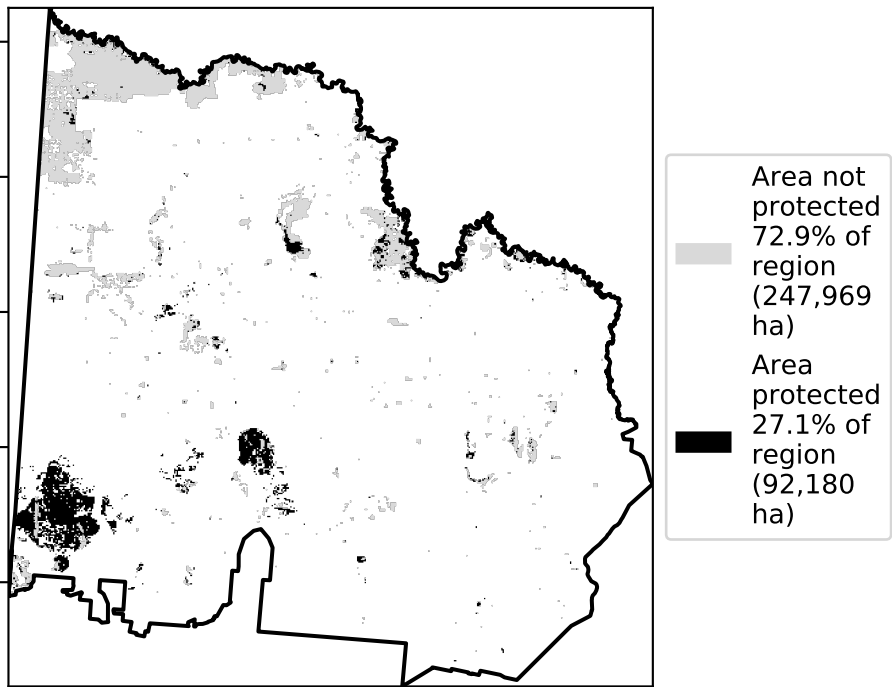 Area not
protected
72.9% of
region
(247,969
ha)
Area
protected
27.1% of
region
(92,180
ha)